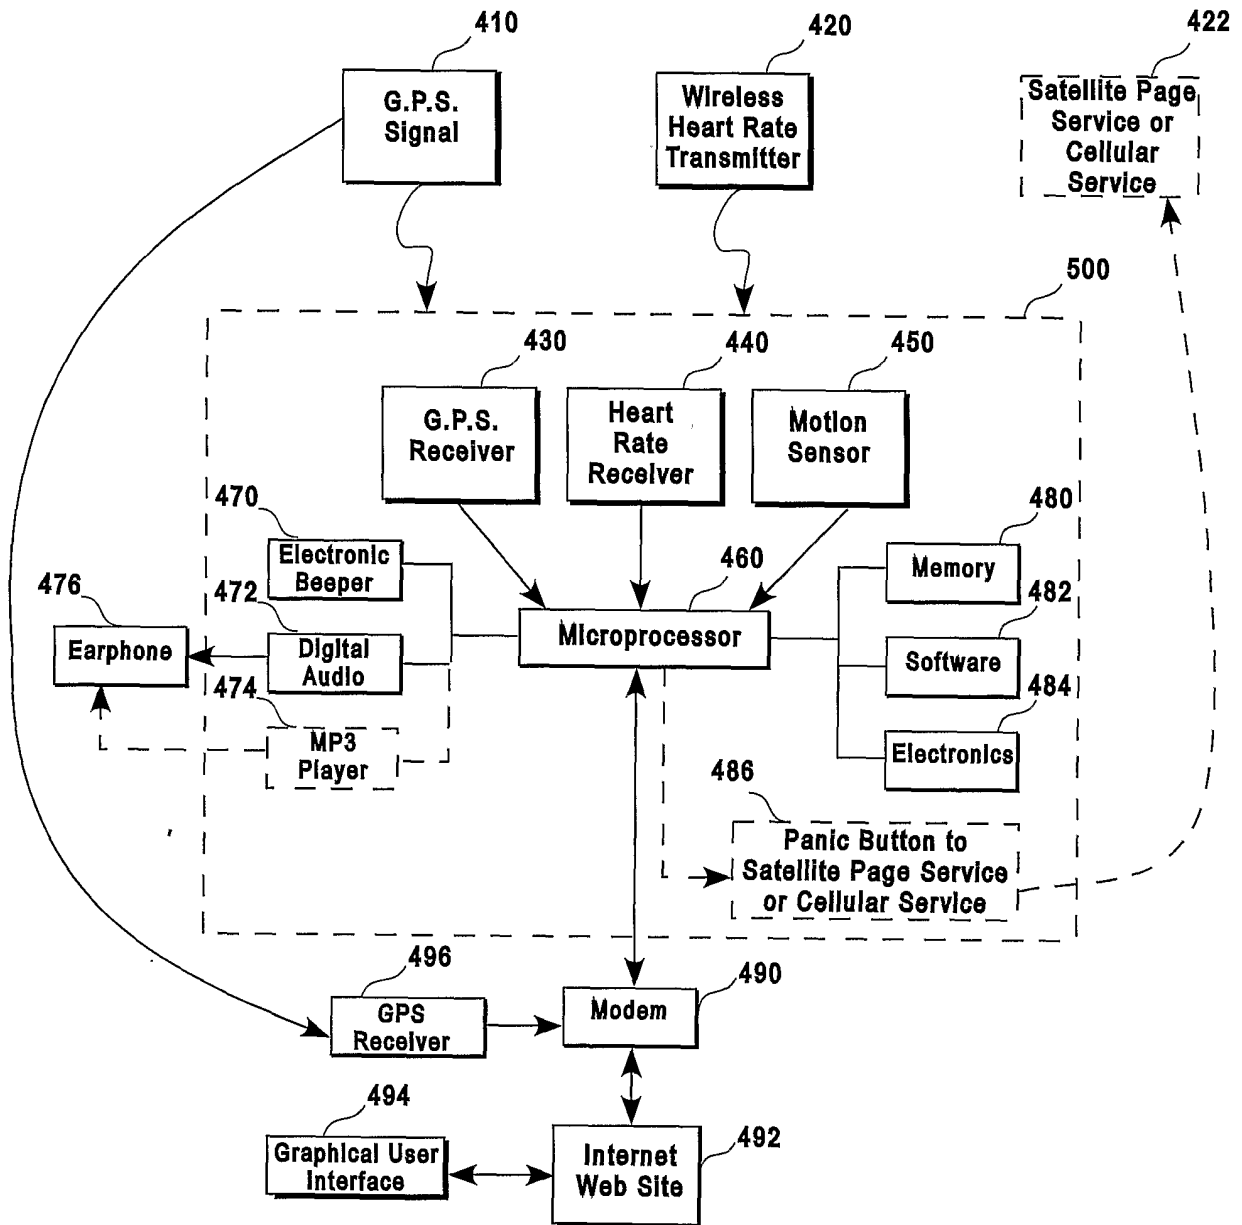 410
420
422
G.P.S.
Signal
Wireless
Heart Rate
Transmitter
Satellite Page
Service or
Cellular
Service
500
430
440
450
G.P.S.
Receiver
Heart
Rate
Receiver
Motion
Sensor
470
480
Electronic
Beeper
460
Memory
476
472
482
Earphone
Digital
Audio
Microprocessor
Software
474
484
MP3
Player
Electronics
486
Panic Button to
Satellite Page Service
or Cellular Service
496
490
GPS
Receiver
Modem
494
492
Graphical User
Interface
Internet
Web Site